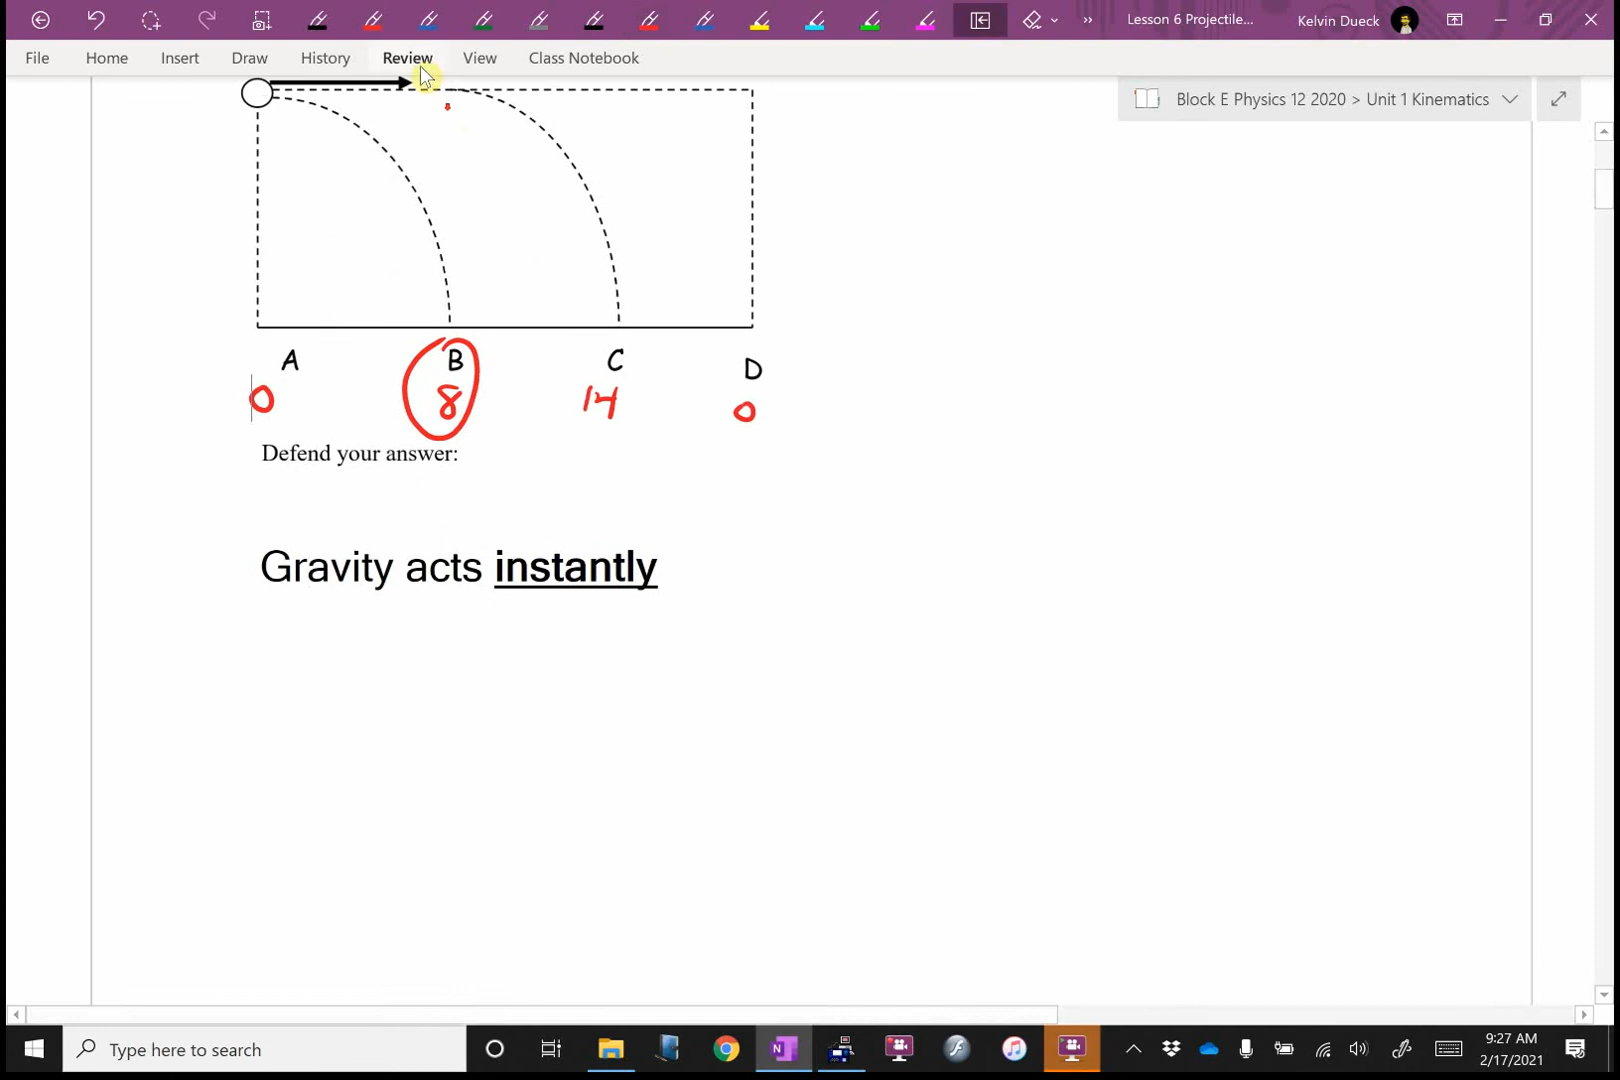 Lesson 6 Projectile...
Kelvin Dueck
File Home Insert Draw History Review View Class Notebook
Block E Physics 12 2020 > Unit 1 Kinematics
A B C D
0 8 14 0
Defend your answer:
Gravity acts instantly
Type here to search
9:27 AM
2/17/2021